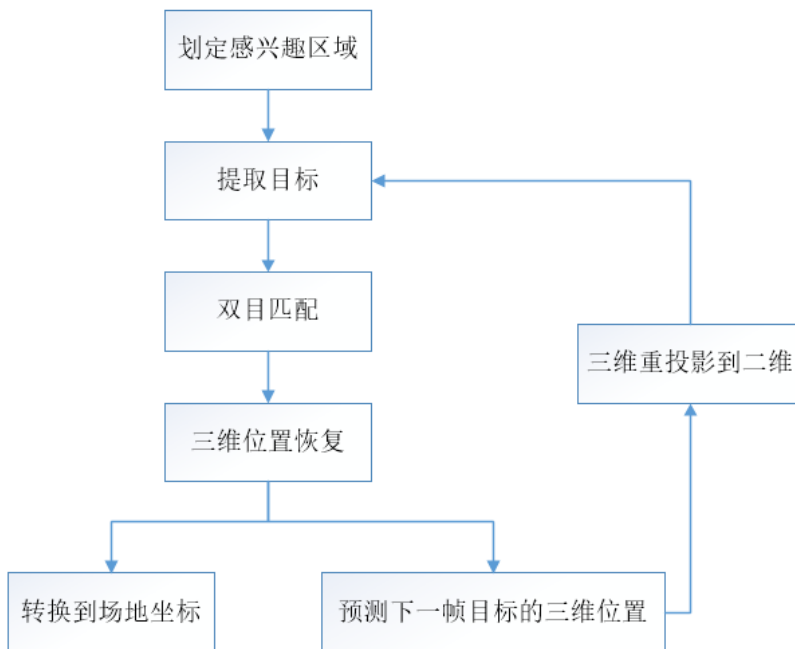 划定感兴趣区域
提取目标
双目匹配
三维重投影到二维
三维位置恢复
转换到场地坐标
预测下一帧目标的三维位置